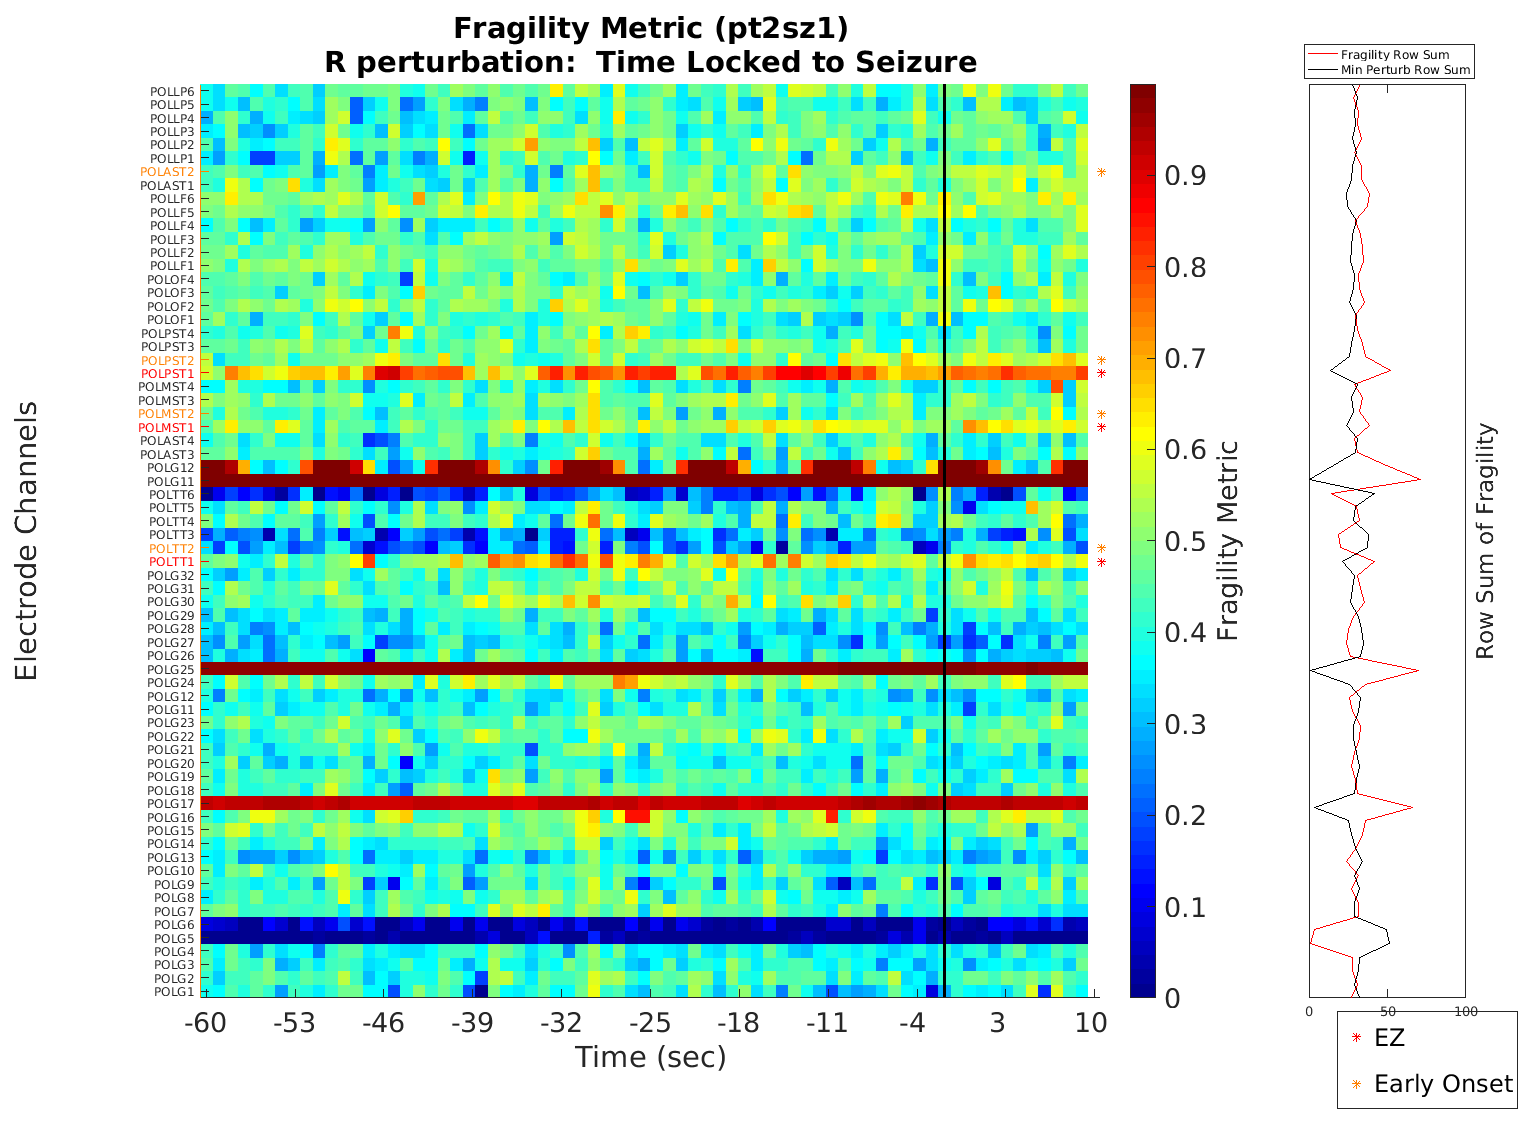 Fragility Metric (pt2sz1)
R perturbation:  Time Locked to Seizure
Electrode Channels
POLLP6
POLLP5
POLLP4
POLLP3
POLLP2
POLLP1
POLAST2
POLAST1
POLLF6
POLLF5
POLLF4
POLLF3
POLLF2
POLLF1
POLOF4
POLOF3
POLOF2
POLOF1
POLPST4
POLPST3
POLPST2
POLPST1
POLMST4
POLMST3
POLMST2
POLMST1
POLAST4
POLAST3
POLG12
POLG11
POLTT6
POLTT5
POLTT4
POLTT3
POLTT2
POLTT1
POLG32
POLG31
POLG30
POLG29
POLG28
POLG27
POLG26
POLG25
POLG24
POLG12
POLG11
POLG23
POLG22
POLG21
POLG20
POLG19
POLG18
POLG17
POLG16
POLG15
POLG14
POLG13
POLG10
POLG9
POLG8
POLG7
POLG6
POLG5
POLG4
POLG3
POLG2
POLG1
-60 -53 -46 -39 -32 -25 -18 -11 -4 3 10
Time (sec)
0.9
0.8
0.7
0.6
0.5
0.4
0.3
0.2
0.1
0
Fragility Metric
Fragility Row Sum
Min Perturb Row Sum
0 50 100
Row Sum of Fragility
EZ
Early Onset